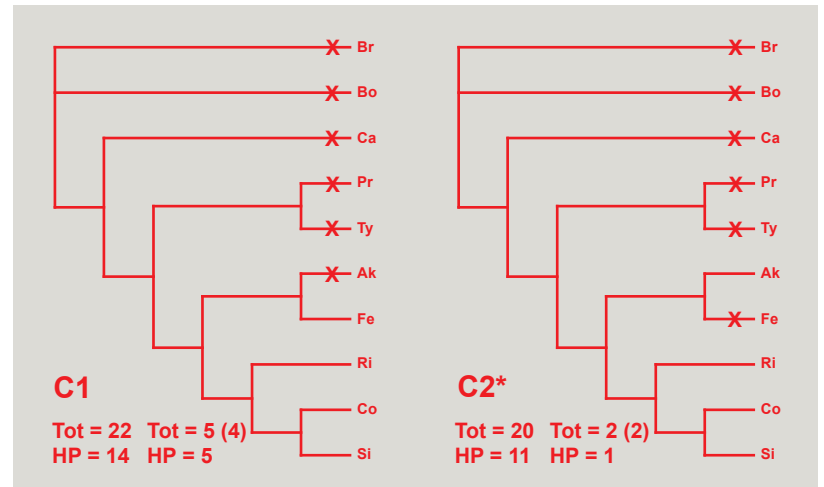 Br
Bo
Ca
Pr
Ty
Ak
Fe
Ri
Co
Si
C1
Tot = 22 Tot = 5 (4)
HP = 14 HP = 5
Br
Bo
Ca
Pr
Ty
Ak
Fe
Ri
Co
Si
C2*
Tot = 20 Tot = 2 (2)
HP = 11 HP = 1